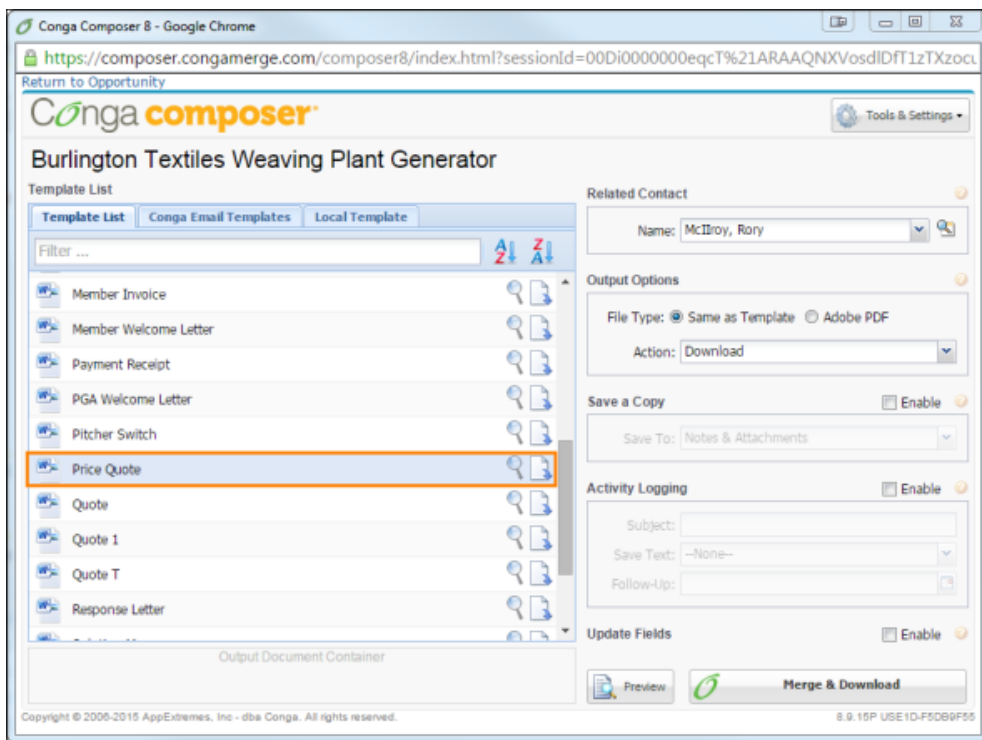 Conga Composer 8 - Google Chrome
https://composer.congamerge.com/composer8/index.html?sessionId=00Di0000000eqcT%21ARAAQNXVosdlDfT1zTXzocu
Return to Opportunity
Conga composer
Tools & Settings
Burlington Textiles Weaving Plant Generator
Template List
Template List
Conga Email Templates
Local Template
Filter ...
Member Invoice
Member Welcome Letter
Payment Receipt
PGA Welcome Letter
Pitcher Switch
Price Quote
Quote
Quote 1
Quote T
Response Letter
Output Document Container
Related Contact
Name: McIlroy, Rory
Output Options
File Type: Same as Template Adobe PDF
Action: Download
Save a Copy Enable
Save To: Notes & Attachments
Activity Logging Enable
Subject:
Save Text: --None--
Follow-Up:
Update Fields Enable
Preview
Merge & Download
Copyright © 2006-2015 AppExtremes, Inc - dba Conga. All rights reserved.
8.9.15P USE1D-F5DB9F55